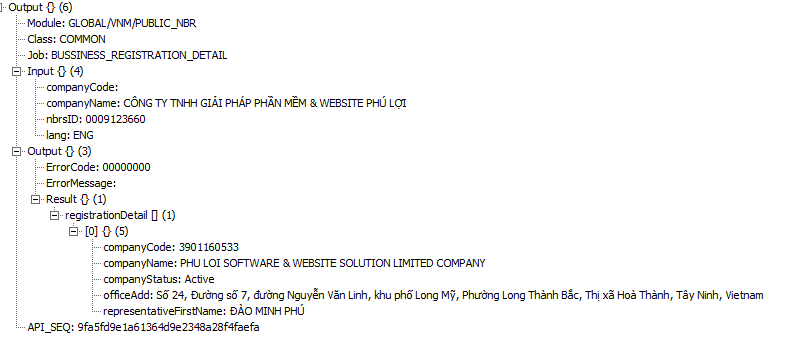 Output {} (6)
Module: GLOBAL/VNM/PUBLIC_NBR
Class: COMMON
Job: BUSSINESS_REGISTRATION_DETAIL
Input {} (4)
companyCode:
companyName: CÔNG TY TNHH GIẢI PHÁP PHẦN MỀM & WEBSITE PHÚ LỢI
nbrsID: 0009123660
lang: ENG
Output {} (3)
ErrorCode: 00000000
ErrorMessage:
Result {} (1)
registrationDetail [] (1)
[0] {} (5)
companyCode: 3901160533
companyName: PHU LOI SOFTWARE & WEBSITE SOLUTION LIMITED COMPANY
companyStatus: Active
officeAdd: Số 24, Đường số 7, đường Nguyễn Văn Linh, khu phố Long Mỹ, Phường Long Thành Bắc, Thị xã Hoà Thành, Tây Ninh, Vietnam
representativeFirstName: ĐÀO MINH PHÚ
API_SEQ: 9fa5fd9e1a61364d9e2348a28f4faefa